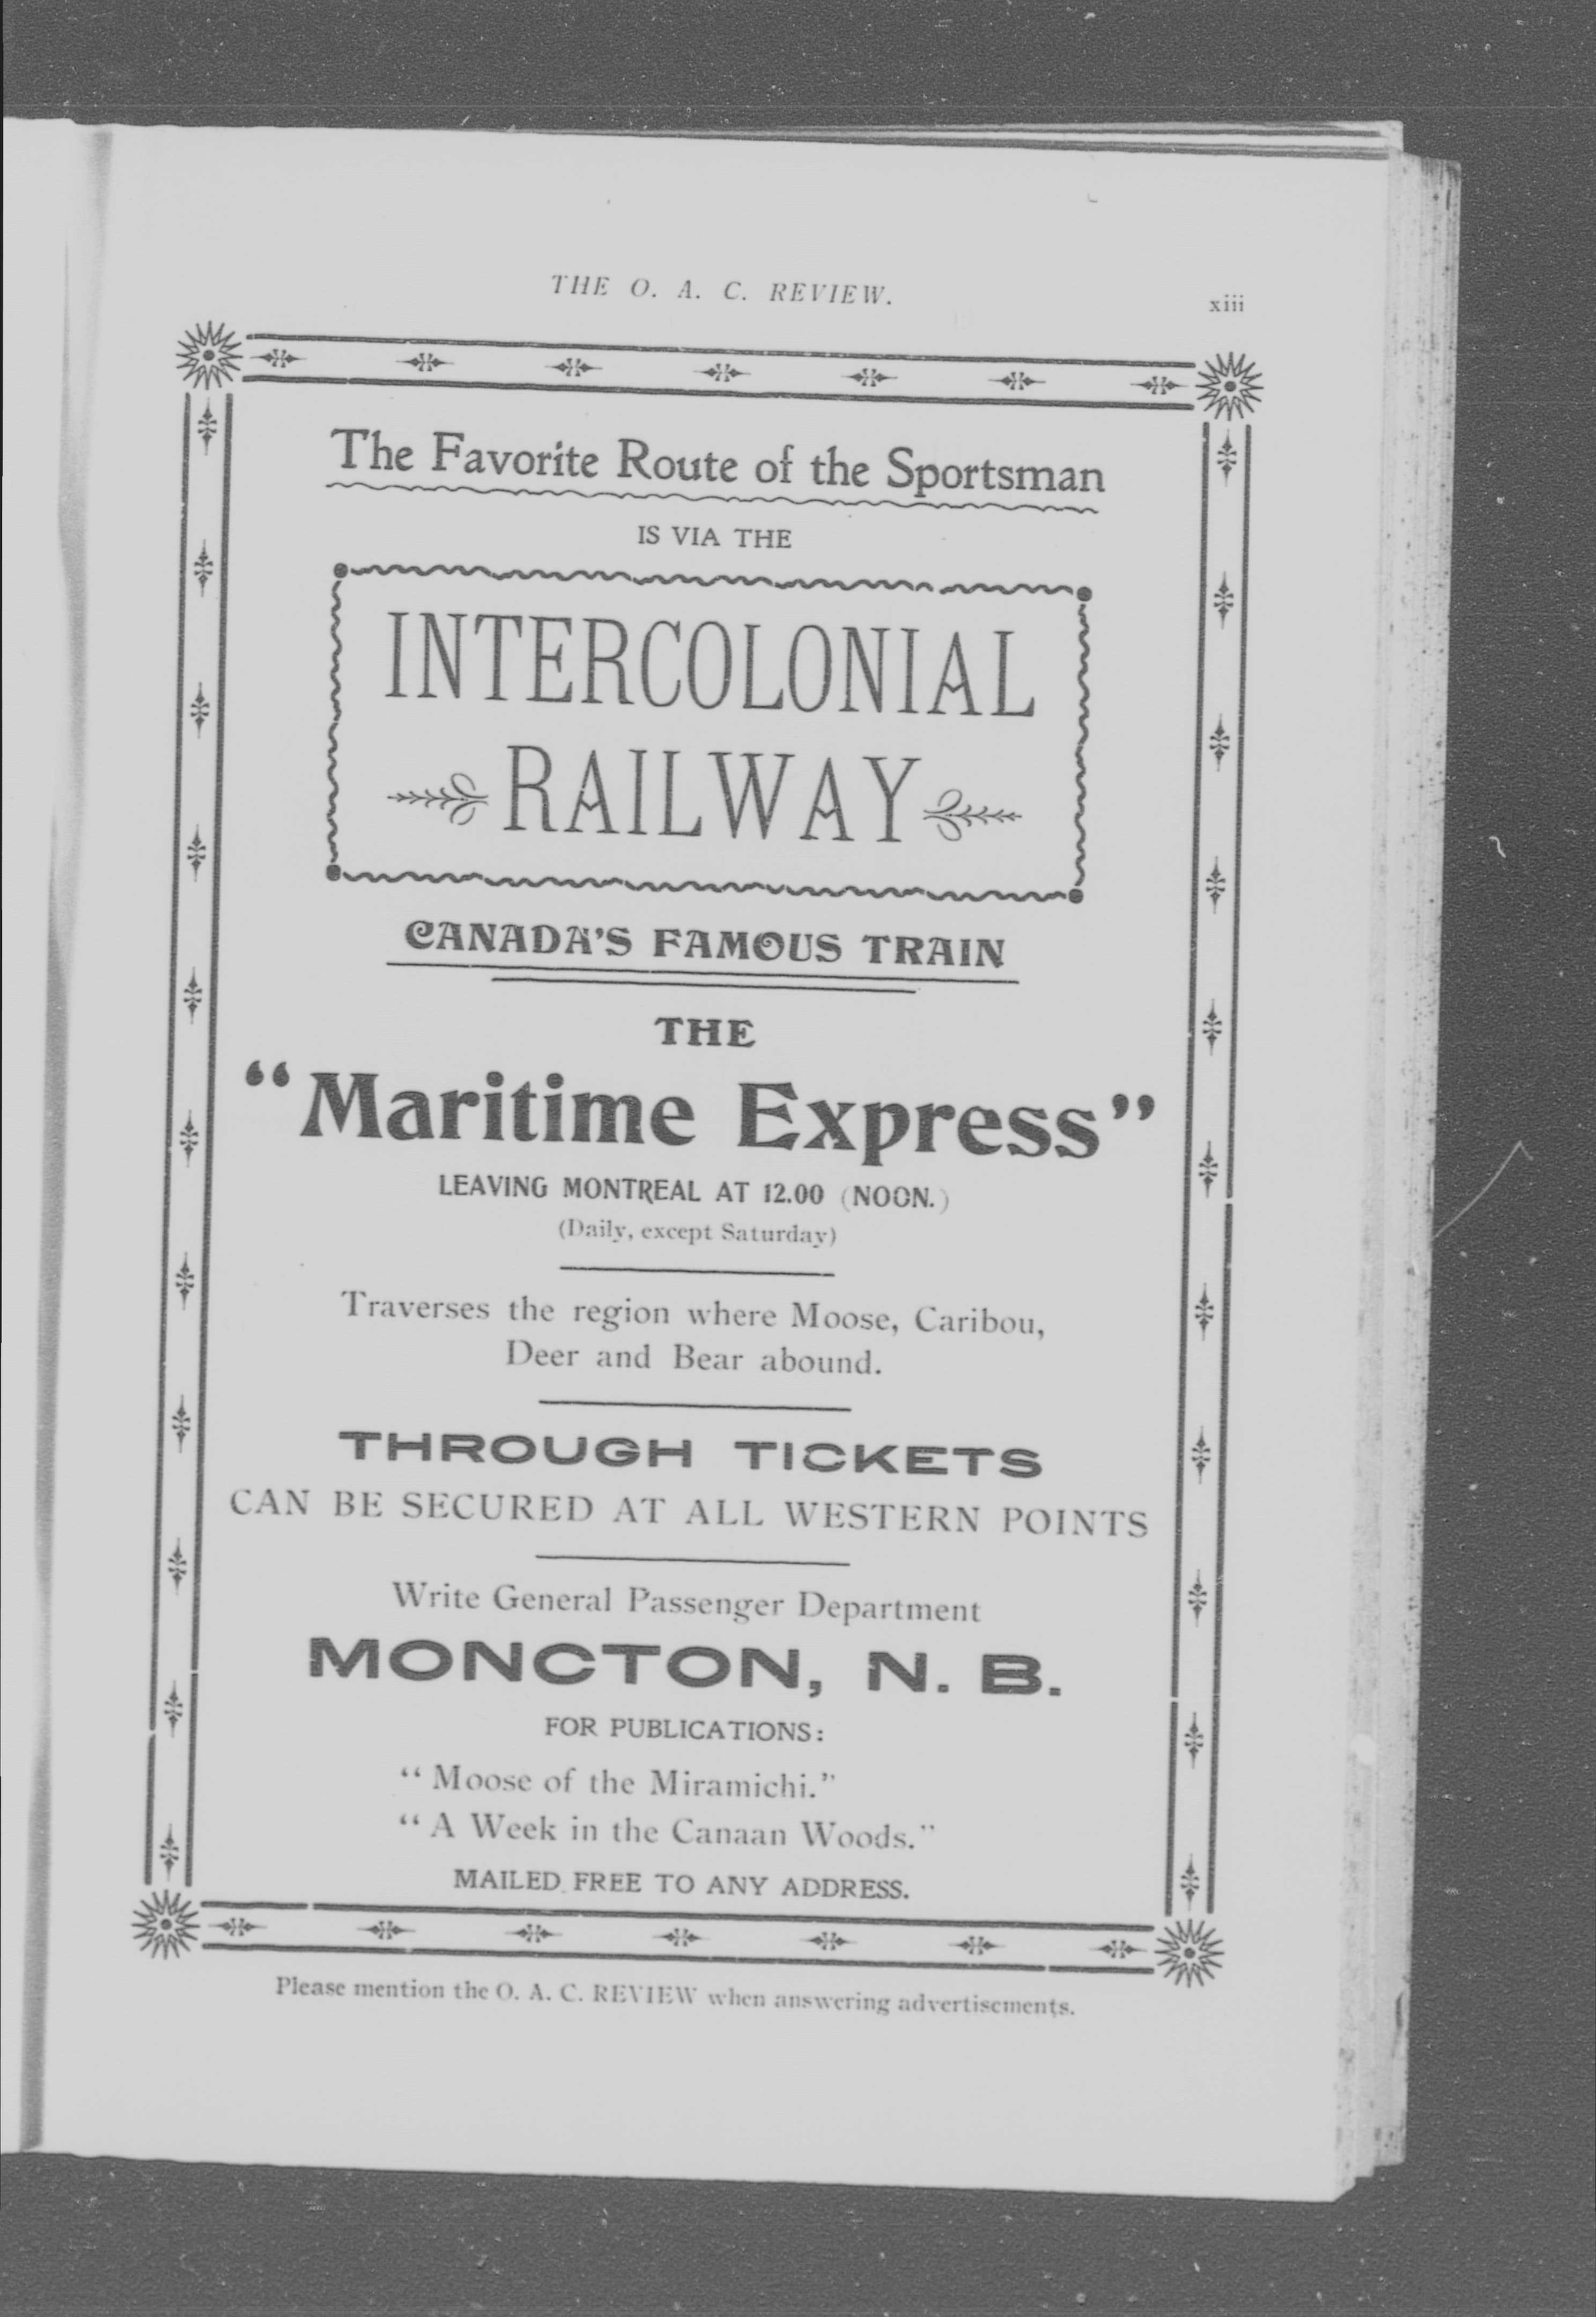 THE O. A. C. REVIEW.
xiii
The Favorite Route of the Sportsman
IS VIA THE
INTERCOLONIAL
RAILWAY
CANADA'S FAMOUS TRAIN
THE
"Maritime Express"
LEAVING MONTREAL AT 12.00 (NOON.)
(Daily, except Saturday)
Traverses the region where Moose, Caribou,
Deer and Bear abound.
THROUGH TICKETS
CAN BE SECURED AT ALL WESTERN POINTS
Write General Passenger Department
MONCTON, N. B.
FOR PUBLICATIONS:
"Moose of the Miramichi."
"A Week in the Canaan Woods."
MAILED FREE TO ANY ADDRESS.
Please mention the O. A. C. REVIEW when answering advertisements.